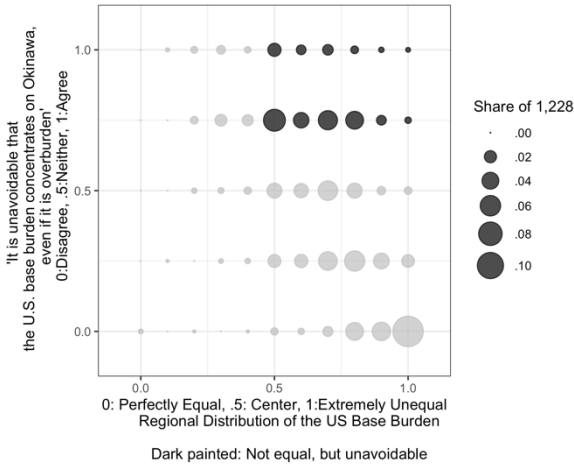 'It is unavoidable that
the U.S. base burden concentrates on Okinawa,
even if it is overburden'
0:Disagree, .5:Neither, 1:Agree
1.0
0.5
0.0
0.0
0.5
1.0
0: Perfectly Equal, .5: Center, 1:Extremely Unequal
Regional Distribution of the US Base Burden
Dark painted: Not equal, but unavoidable
Share of 1,228
.00
.02
.04
.06
.08
.10